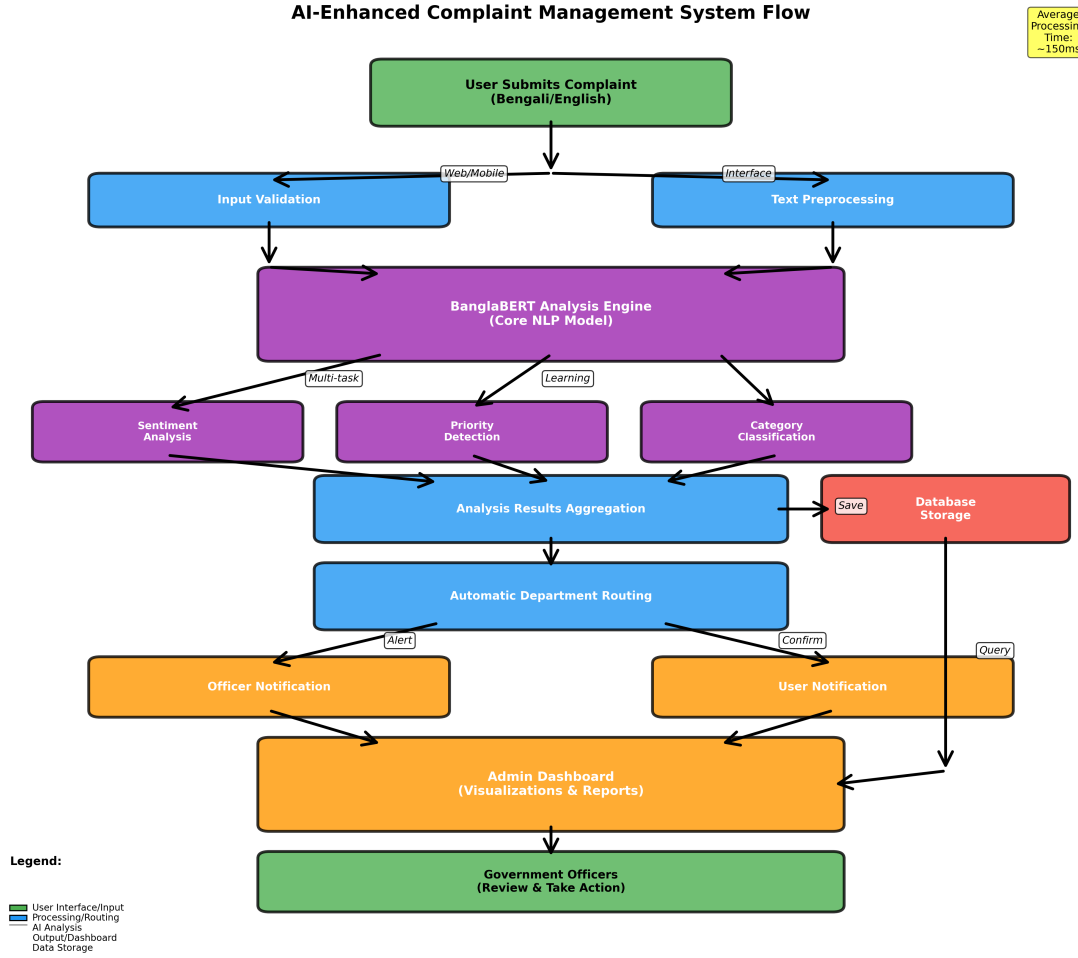 AI-Enhanced Complaint Management System Flow
Average
Processin
Time:
~150ms
User Submits Complaint
(Bengali/English)
Web/Mobile
Interface
Input Validation
Text Preprocessing
BanglaBERT Analysis Engine
(Core NLP Model)
Multi-task
Learning
Sentiment
Analysis
Priority
Detection
Category
Classification
Analysis Results Aggregation
Save
Database
Storage
Automatic Department Routing
Alert
Confirm
Query
Officer Notification
User Notification
Admin Dashboard
(Visualizations & Reports)
Government Officers
(Review & Take Action)
Legend:
User Interface/Input
Processing/Routing
AI Analysis
Output/Dashboard
Data Storage